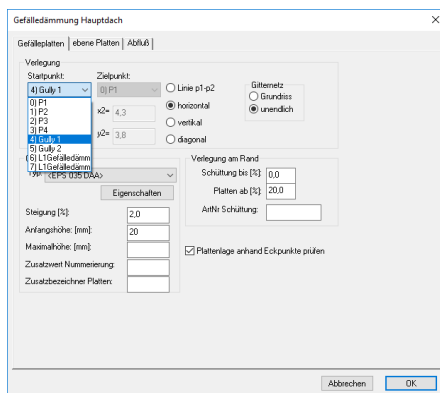 Gefälledämmung Hauptdach
Gefälleplatten ebene Platten Abfluß
Verlegung
Startpunkt: Zielpunkt:
4) Gully 1 0) P1
0) P1
1) P2
2) P3
3) P4
4) Gully 1
5) Gully 2
6) L1Gefälledämm
7) L1Gefälledämm
x2= 4,3
y2= 3,8
Linie p1-p2
horizontal
vertikal
diagonal
Gitternetz
Grundriss
unendlich
Typ <EPS 035 DAA>
Eigenschaften
Steigung [%]: 2,0
Anfangshöhe: [mm]: 20
Maximalhöhe: [mm]:
Zusatzwert Nummerierung:
Zusatzbezeichner Platten:
Verlegung am Rand
Schüttung bis [%]: 0,0
Platten ab [%]: 20,0
ArtNr Schüttung:
Plattenlage anhand Eckpunkte prüfen
Abbrechen OK